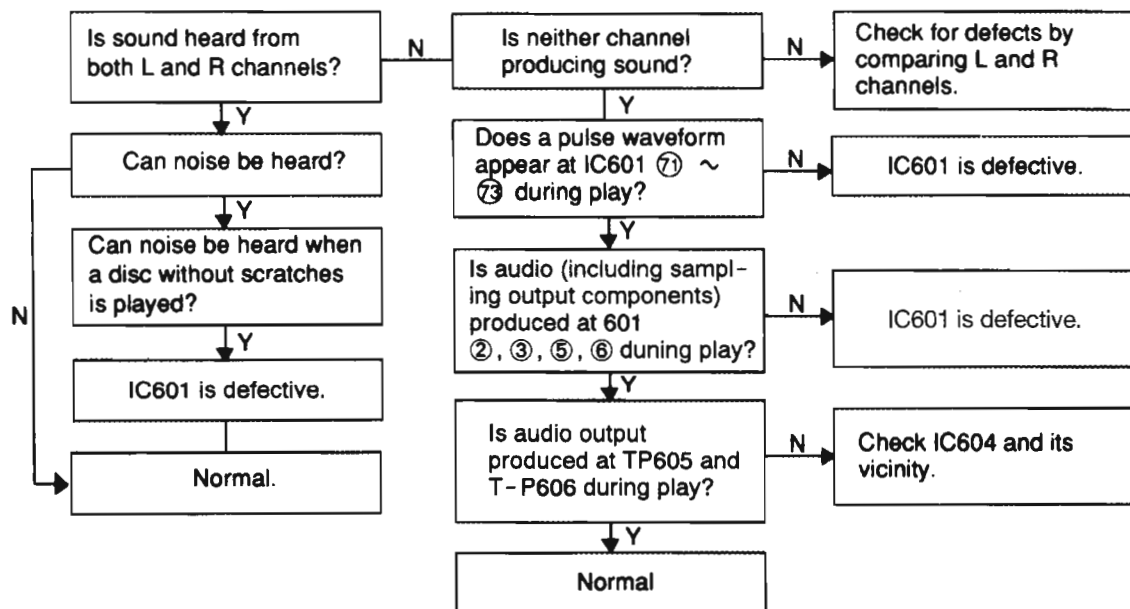 Is sound heard from
both L and R channels?
N
Is neither channel
producing sound?
N
Check for defects by
comparing L and R
channels.
Y
Y
Can noise be heard?
Does a pulse waveform
appear at IC601 ㉛ ~
73 during play?
N
IC601 is defective.
Y
Y
Can noise be heard when
a disc without scratches
is played?
N
Is audio (including sampl-
ing output components)
produced at 601
②, ③, ⑤, ⑥ duning play?
N
IC601 is defective.
Y
Y
IC601 is defective.
Is audio output
produced at TP605 and
T-P606 during play?
N
Check IC604 and its
vicinity.
Normal.
Y
Normal